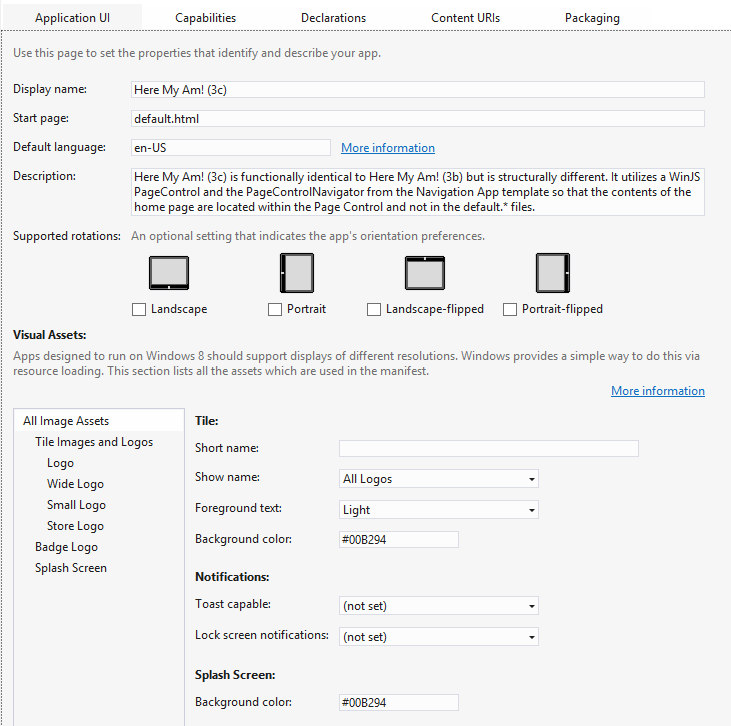 Application UI Capabilities Declarations Content URIs Packaging
Use this page to set the properties that identify and describe your app.
Display name: Here My Am! (3c)
Start page: default.html
Default language: en-US More information
Description: Here My Am! (3c) is functionally identical to Here My Am! (3b) but is structurally different. It utilizes a WinJS
PageControl and the PageControlNavigator from the Navigation App template so that the contents of the
home page are located within the Page Control and not in the default.* files.
Supported rotations: An optional setting that indicates the app's orientation preferences.
Landscape Portrait Landscape-flipped Portrait-flipped
Visual Assets:
Apps designed to run on Windows 8 should support displays of different resolutions. Windows provides a simple way to do this via
resource loading. This section lists all the assets which are used in the manifest.
More information
All Image Assets
Tile Images and Logos
Logo
Wide Logo
Small Logo
Store Logo
Badge Logo
Splash Screen
Tile:
Short name:
Show name: All Logos
Foreground text: Light
Background color: #00B294
Notifications:
Toast capable: (not set)
Lock screen notifications: (not set)
Splash Screen:
Background color: #00B294